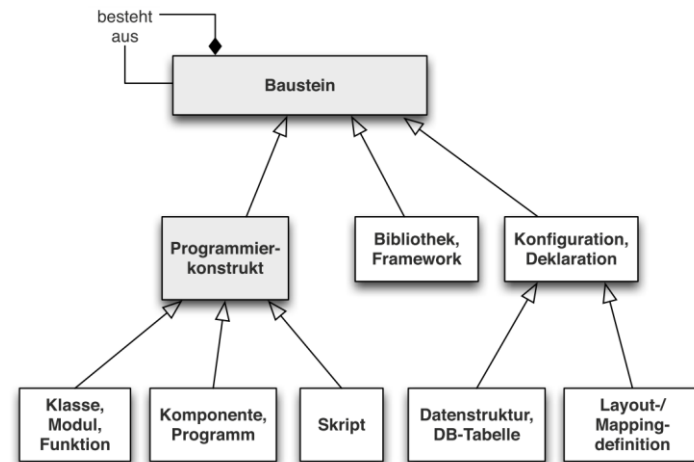 besteht
aus
Baustein
Programmier-
konstrukt
Bibliothek,
Framework
Konfiguration,
Deklaration
Klasse,
Modul,
Funktion
Komponente,
Programm
Skript
Datenstruktur,
DB-Tabelle
Layout-/
Mapping-
definition